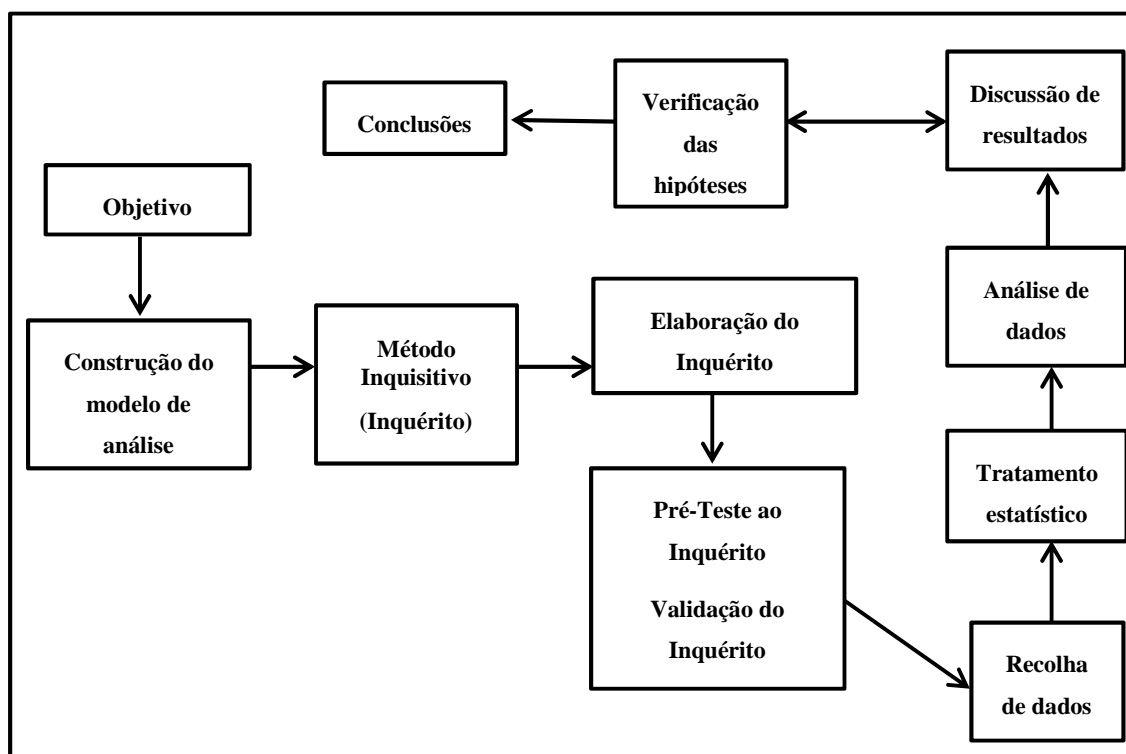 Objetivo
Construção do
modelo de
análise
Método
Inquisitivo
(Inquérito)
Elaboração do
Inquérito
Pré-Teste ao
Inquérito
Validação do
Inquérito
Recolha
de dados
Tratamento
estatístico
Análise de
dados
Discussão de
resultados
Verificação
das
hipóteses
Conclusões